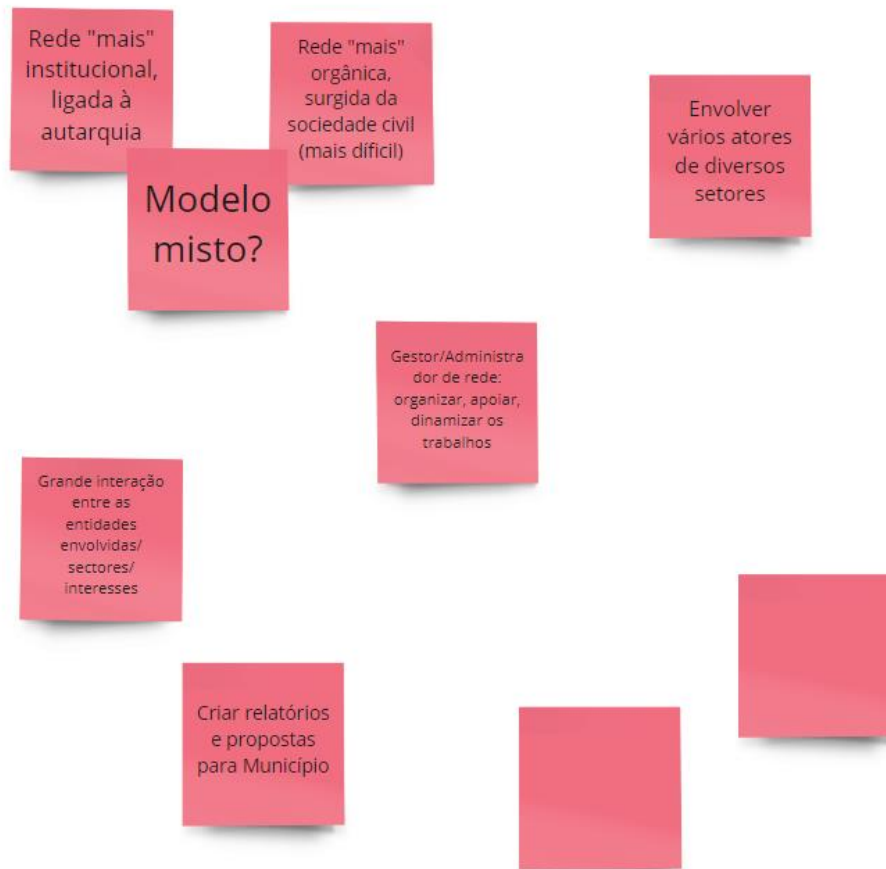 Rede "mais"
institucional,
ligada à
autarquia
Rede "mais"
orgânica,
surgida da
sociedade civil
(mais díficil)
Modelo
misto?
Envolver
vários atores
de diversos
setores
Gestor/Administra
dor de rede:
organizar, apoiar,
dinamizar os
trabalhos
Grande interação
entre as
entidades
envolvidas/
sectores/
interesses
Criar relatórios
e propostas
para Município